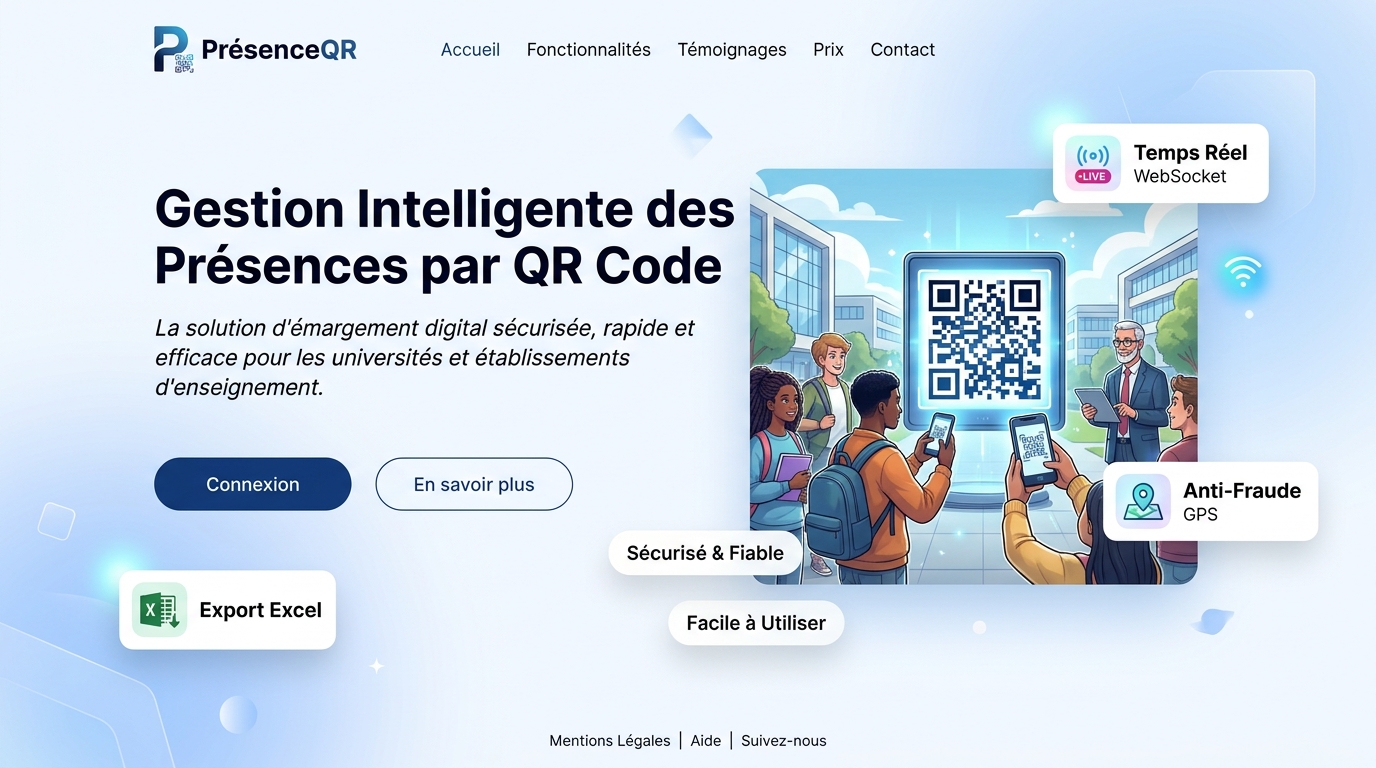 PrésenceQR
Accueil Fonctionnalités Témoignages Prix Contact
Gestion Intelligente des
Présences par QR Code
La solution d'émargement digital sécurisée, rapide et
efficace pour les universités et établissements
d'enseignement.
Connexion
En savoir plus
Temps Réel
WebSocket
•LIVE
Anti-Fraude
GPS
Sécurisé & Fiable
Facile à Utiliser
X
Export Excel
Mentions Légales | Aide | Suivez-nous